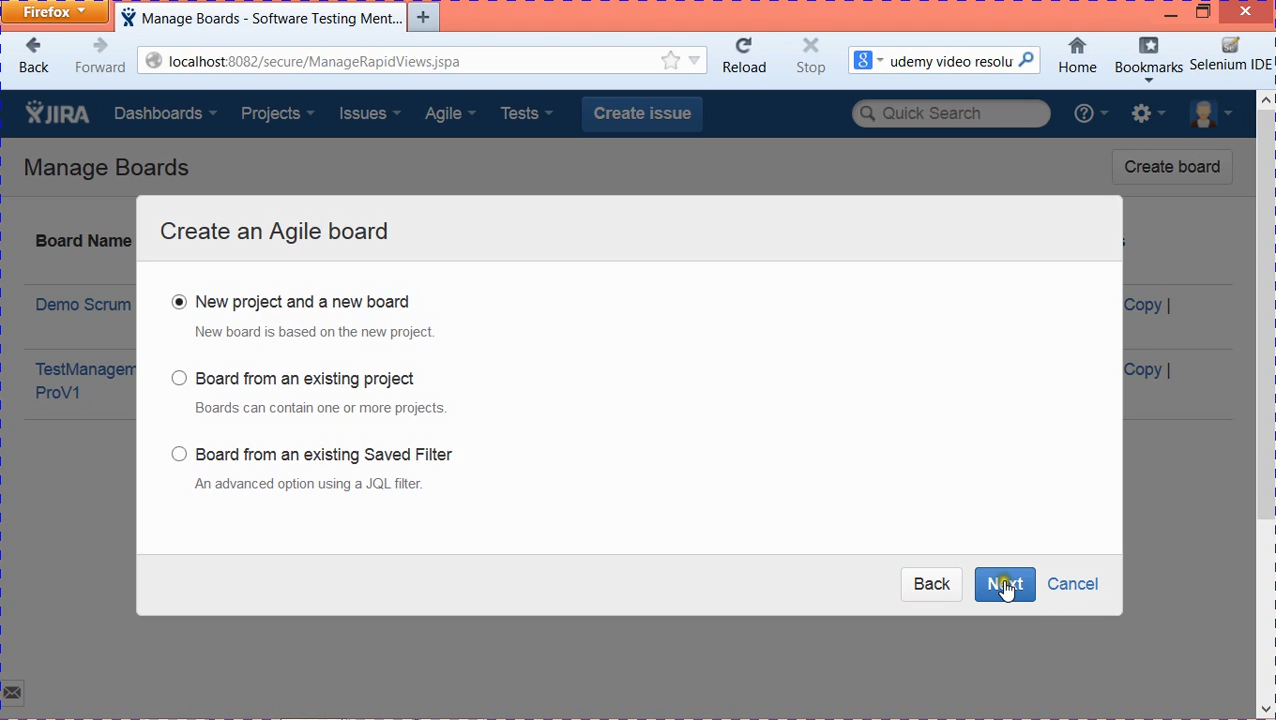 Firefox
Manage Boards - Software Testing Ment...
Back
Forward
localhost:8082/secure/ManageRapidViews.jspa
Reload
Stop
udemy video resolu
Home
Bookmarks
Selenium IDE
JIRA
Dashboards
Projects
Issues
Agile
Tests
Create issue
Quick Search
Manage Boards
Create board
Board Name
Create an Agile board
New project and a new board
New board is based on the new project.
Demo Scrum
Copy |
Board from an existing project
Boards can contain one or more projects.
TestManagem
ProV1
Copy |
Board from an existing Saved Filter
An advanced option using a JQL filter.
Back
Next
Cancel